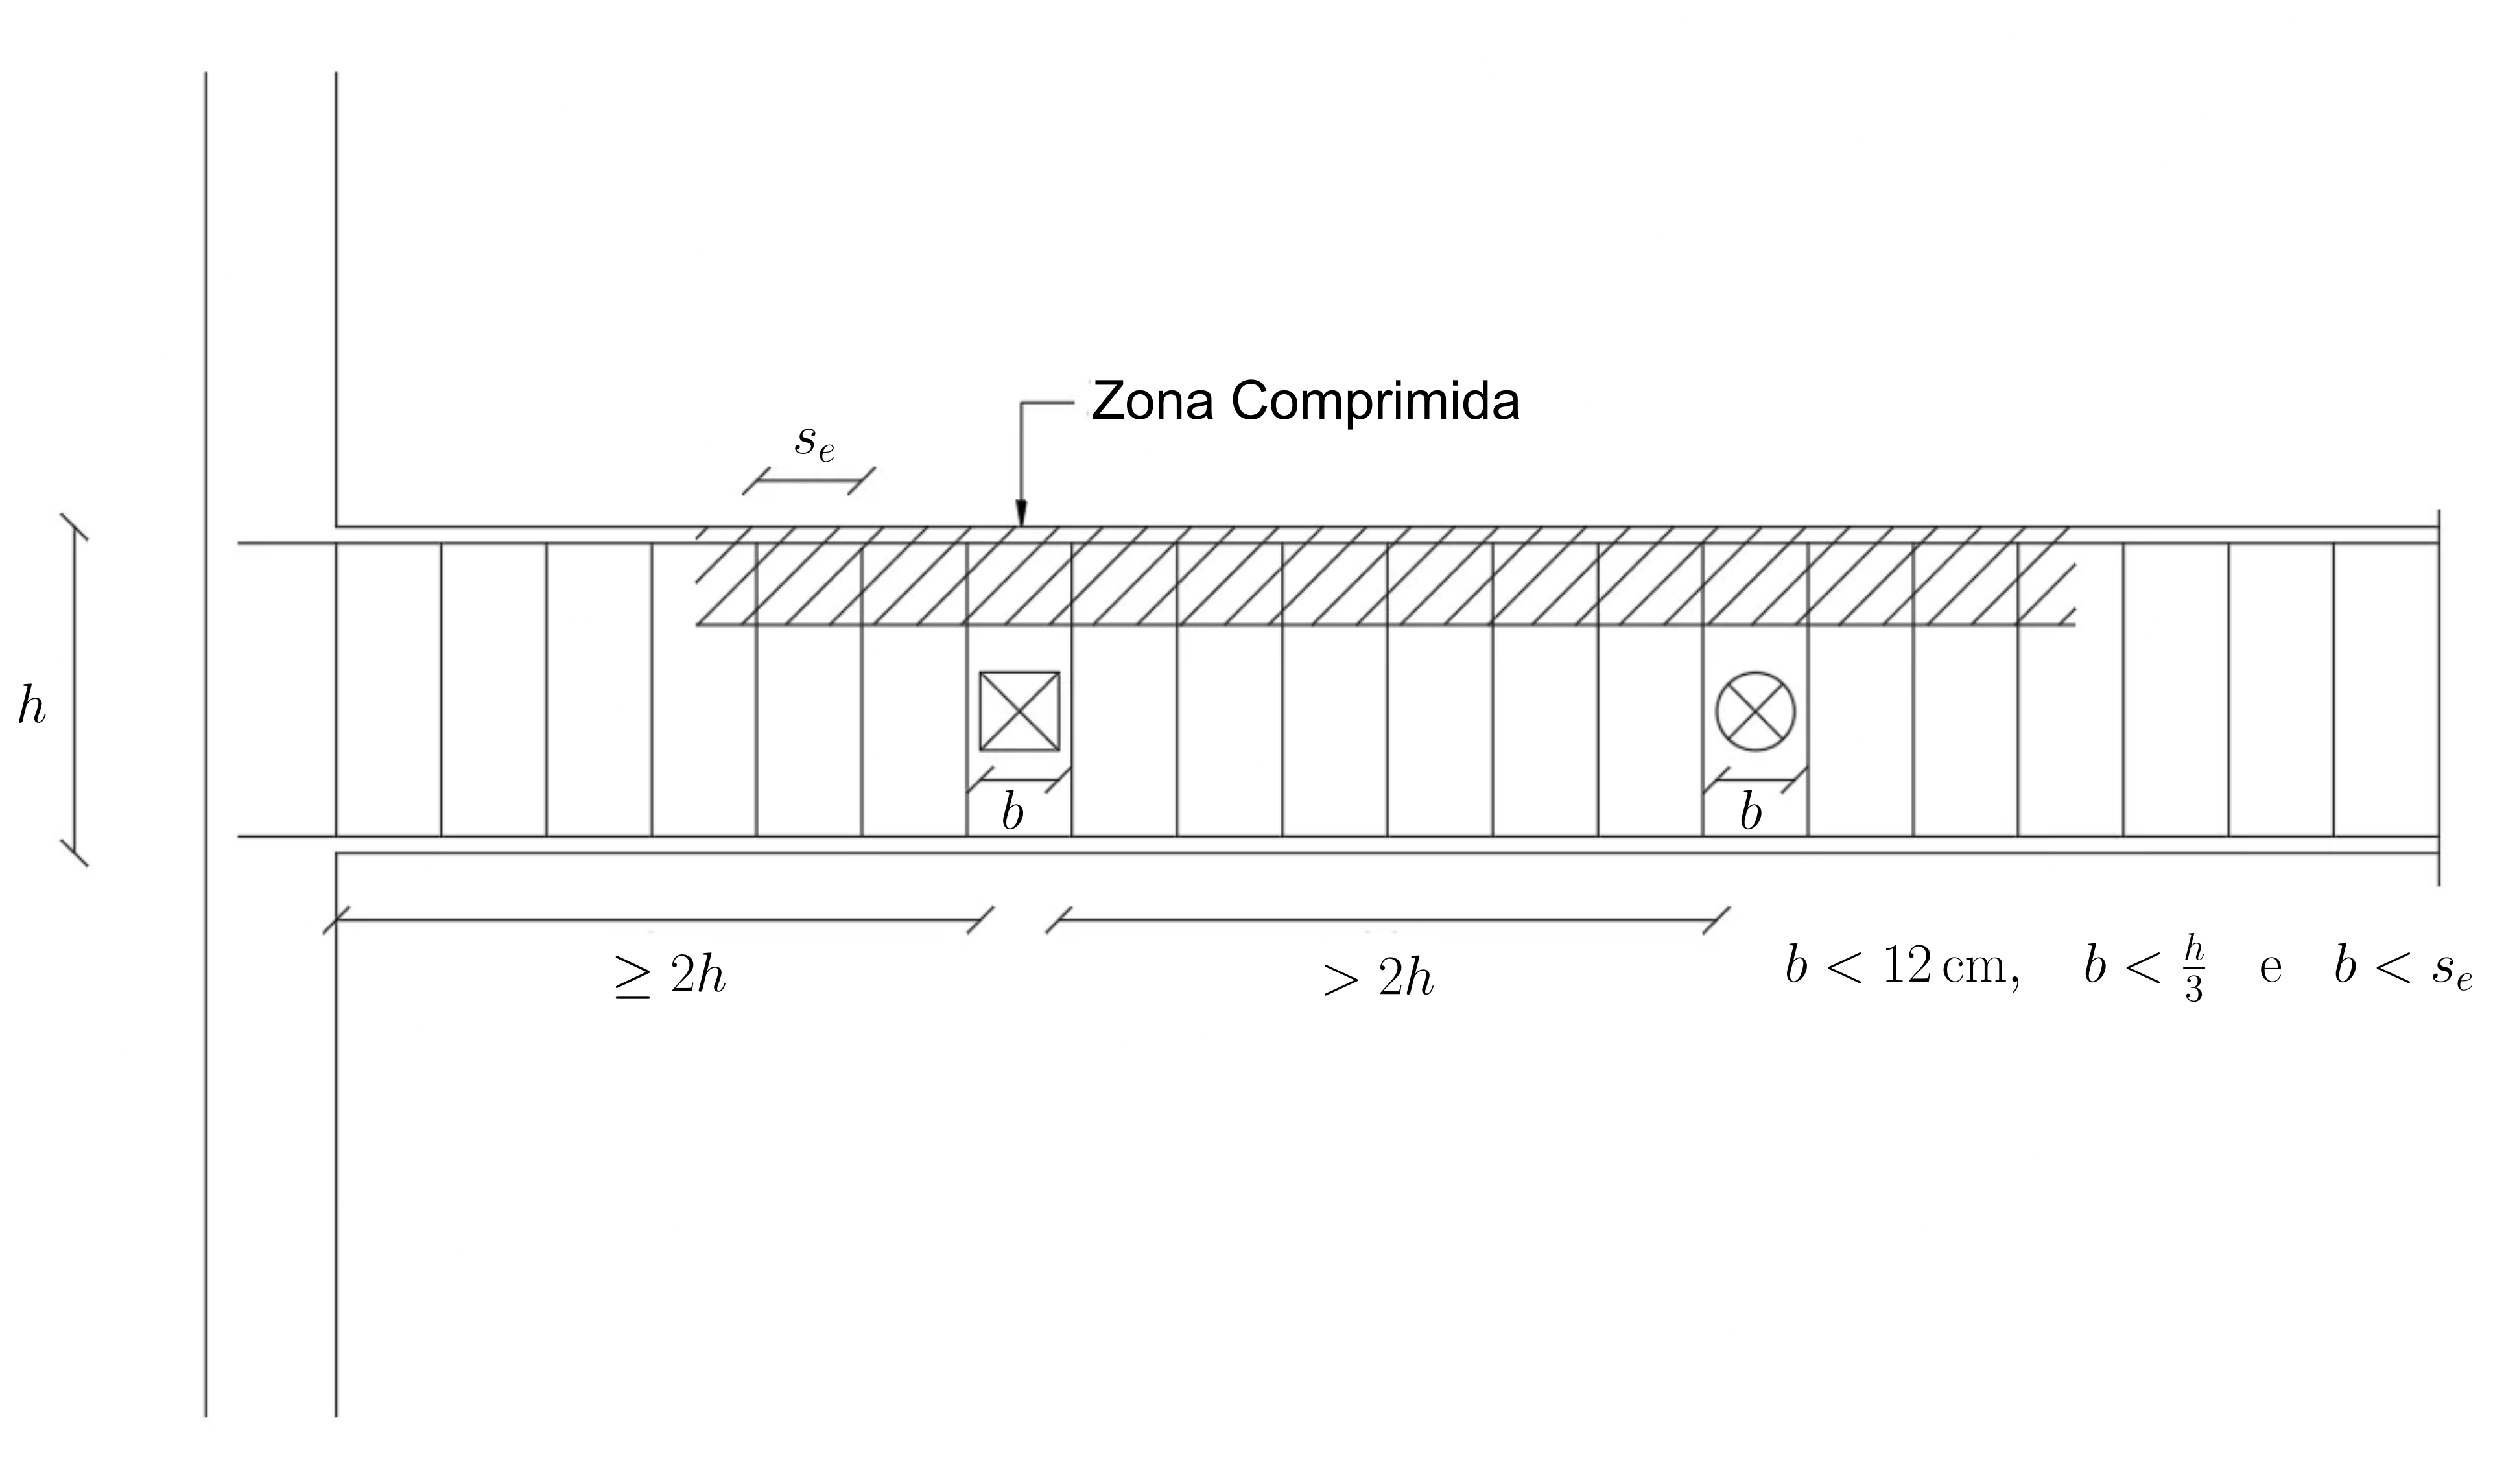 Zona Comprimida
s_e
h
b
b
≥ 2h
> 2h
b < 12 cm, b < h/3 e b < s_e